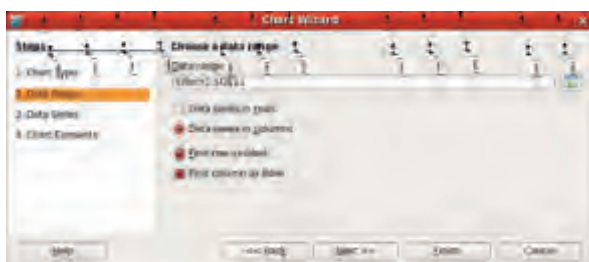 Chart Wizard
Steps
Choose a data range
1. Chart Type
Data range
2. Data Range
Data series in rows
3. Data Series
Data series in columns
4. Chart Elements
First row as label
First column as label
Help
<< Back
Next >>
Finish
Cancel